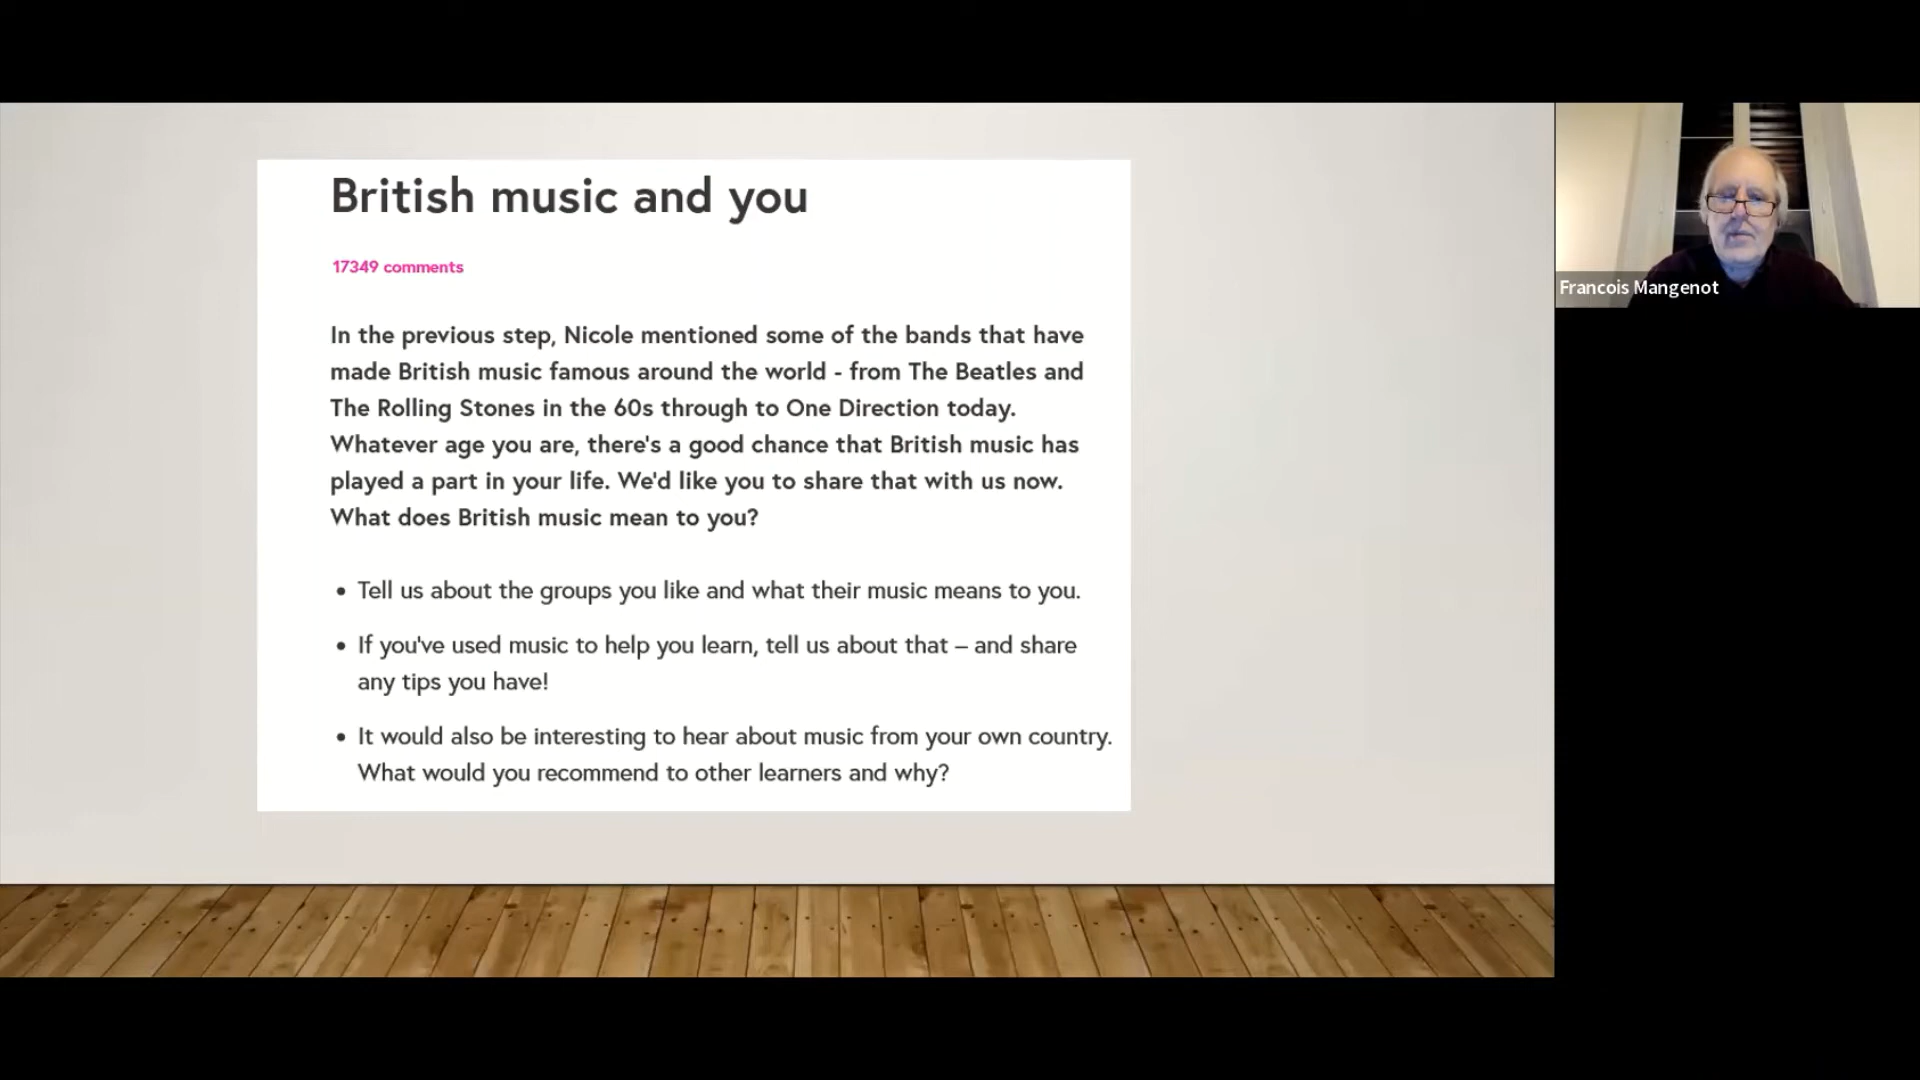 British music and you
17349 comments
In the previous step, Nicole mentioned some of the bands that have
made British music famous around the world - from The Beatles and
The Rolling Stones in the 60s through to One Direction today.
Whatever age you are, there's a good chance that British music has
played a part in your life. We'd like you to share that with us now.
What does British music mean to you?
• Tell us about the groups you like and what their music means to you.
• If you've used music to help you learn, tell us about that – and share
any tips you have!
• It would also be interesting to hear about music from your own country.
What would you recommend to other learners and why?
Francois Mangenot